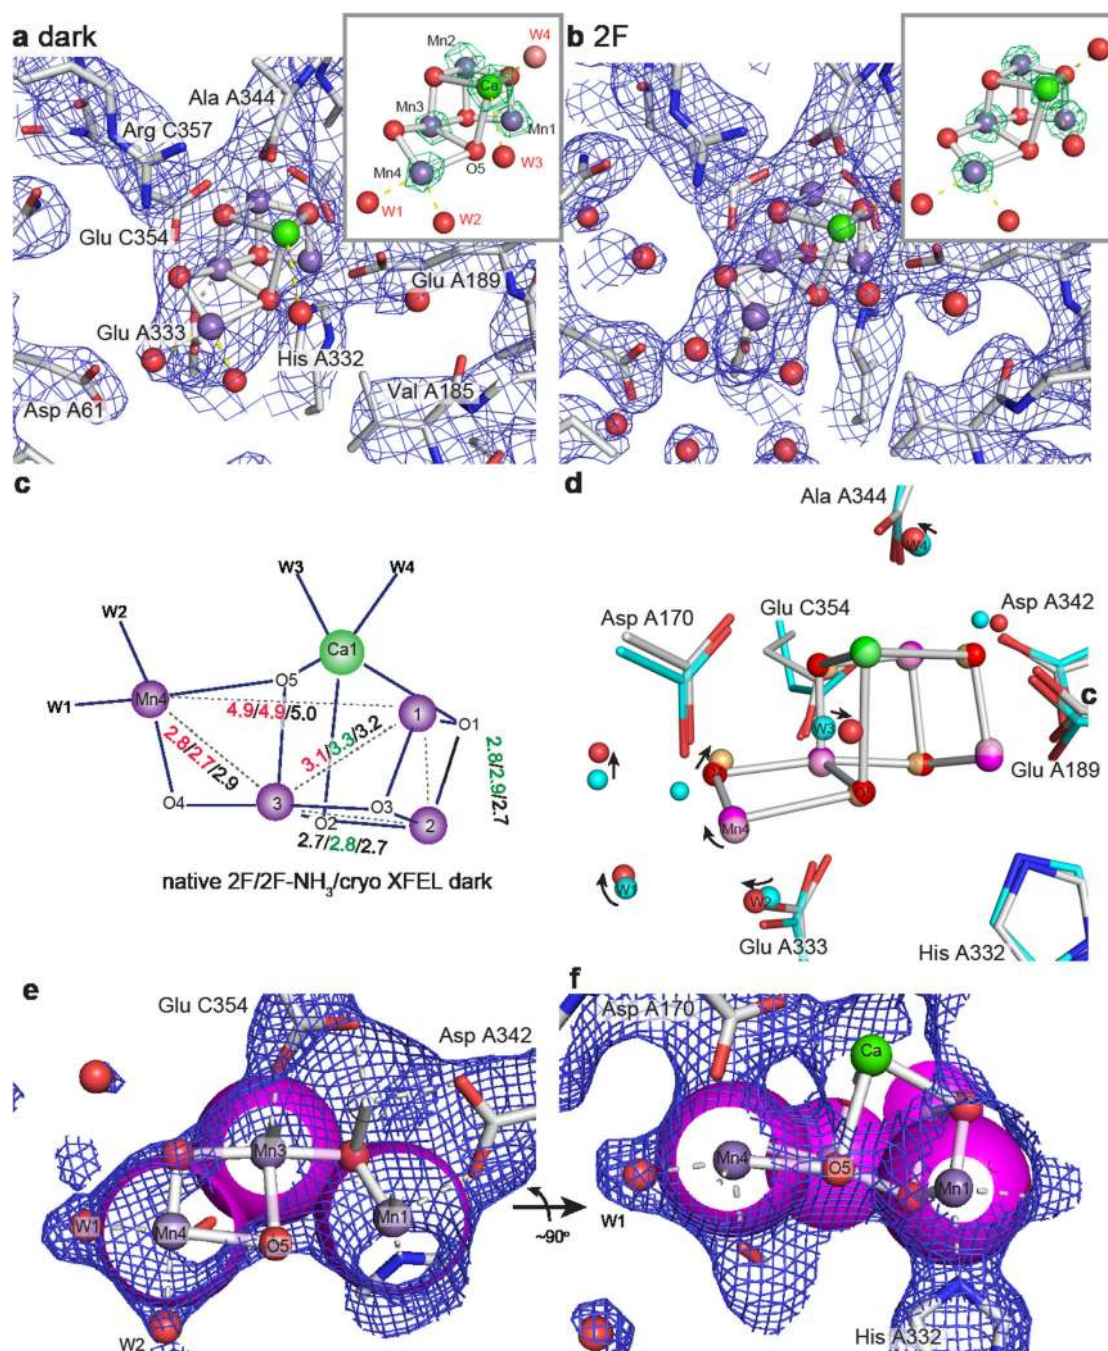 a dark
Mn2
W4
Ca
Mn3
Mn1
O5
W3
Mn4
W1
W2
Ala A344
Arg C357
Glu C354
Glu A189
Glu A333
His A332
Asp A61
Val A185
b 2F
c
W3
W4
W2
Ca1
O5
W1
Mn4
1
4.9/4.9/5.0
O1
2.8/2.7/2.9
3.1/3.3/3.2
2.8/2.9/2.7
O4
3
O3
O2
2
2.7/2.8/2.7
native 2F/2F-NH3/cryo XFEL dark
d
Ala A344
W4
Asp A170
Glu C354
Asp A342
c
W3
Glu A189
Mn4
W1
W2
Glu A333
His A332
e
Glu C354
Asp A342
Mn3
W1
Mn4
Mn1
O5
W2
~90°
f
Asp A170
Ca
Mn4
O5
Mn1
W1
His A332